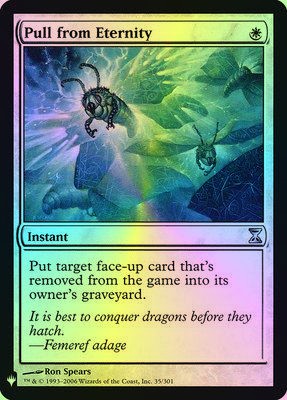 Pull from Eternity
Instant
Put target face-up card that's
removed from the game into its
owner's graveyard.
It is best to conquer dragons before they
hatch.
—Femeref adage
Ron Spears
™ & © 1993–2006 Wizards of the Coast, Inc. 35/301